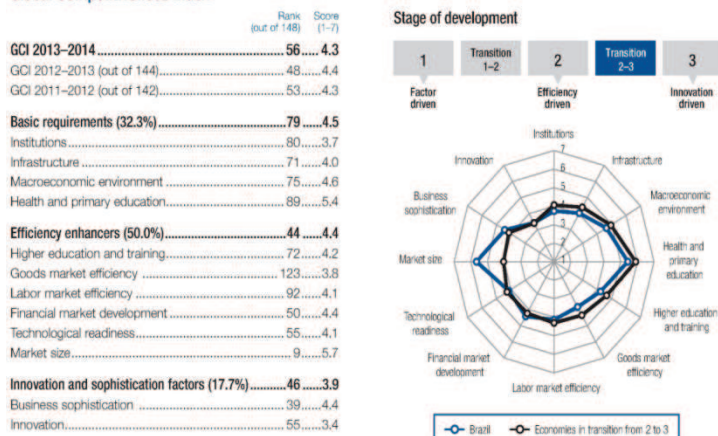 Rank Score
(out of 148) (1–7)
GCI 2013–2014 56 4.3
GCI 2012–2013 (out of 144) 48 4.4
GCI 2011–2012 (out of 142) 53 4.3
Basic requirements (32.3%) 79 4.5
Institutions 80 3.7
Infrastructure 71 4.0
Macroeconomic environment 75 4.6
Health and primary education 89 5.4
Efficiency enhancers (50.0%) 44 4.4
Higher education and training 72 4.2
Goods market efficiency 123 3.8
Labor market efficiency 92 4.1
Financial market development 50 4.4
Technological readiness 55 4.1
Market size 9 5.7
Innovation and sophistication factors (17.7%) 46 3.9
Business sophistication 39 4.4
Innovation 55 3.4
Stage of development
1
Transition
1–2
2
Transition
2–3
3
Factor
driven
Efficiency
driven
Innovation
driven
Institutions
Infrastructure
Macroeconomic
environment
Health and
primary
education
Higher education
and training
Goods market
efficiency
Labor market efficiency
Financial market
development
Technological
readiness
Market size
Business
sophistication
Innovation
7
6
5
4
3
2
1
Brazil Economies in transition from 2 to 3